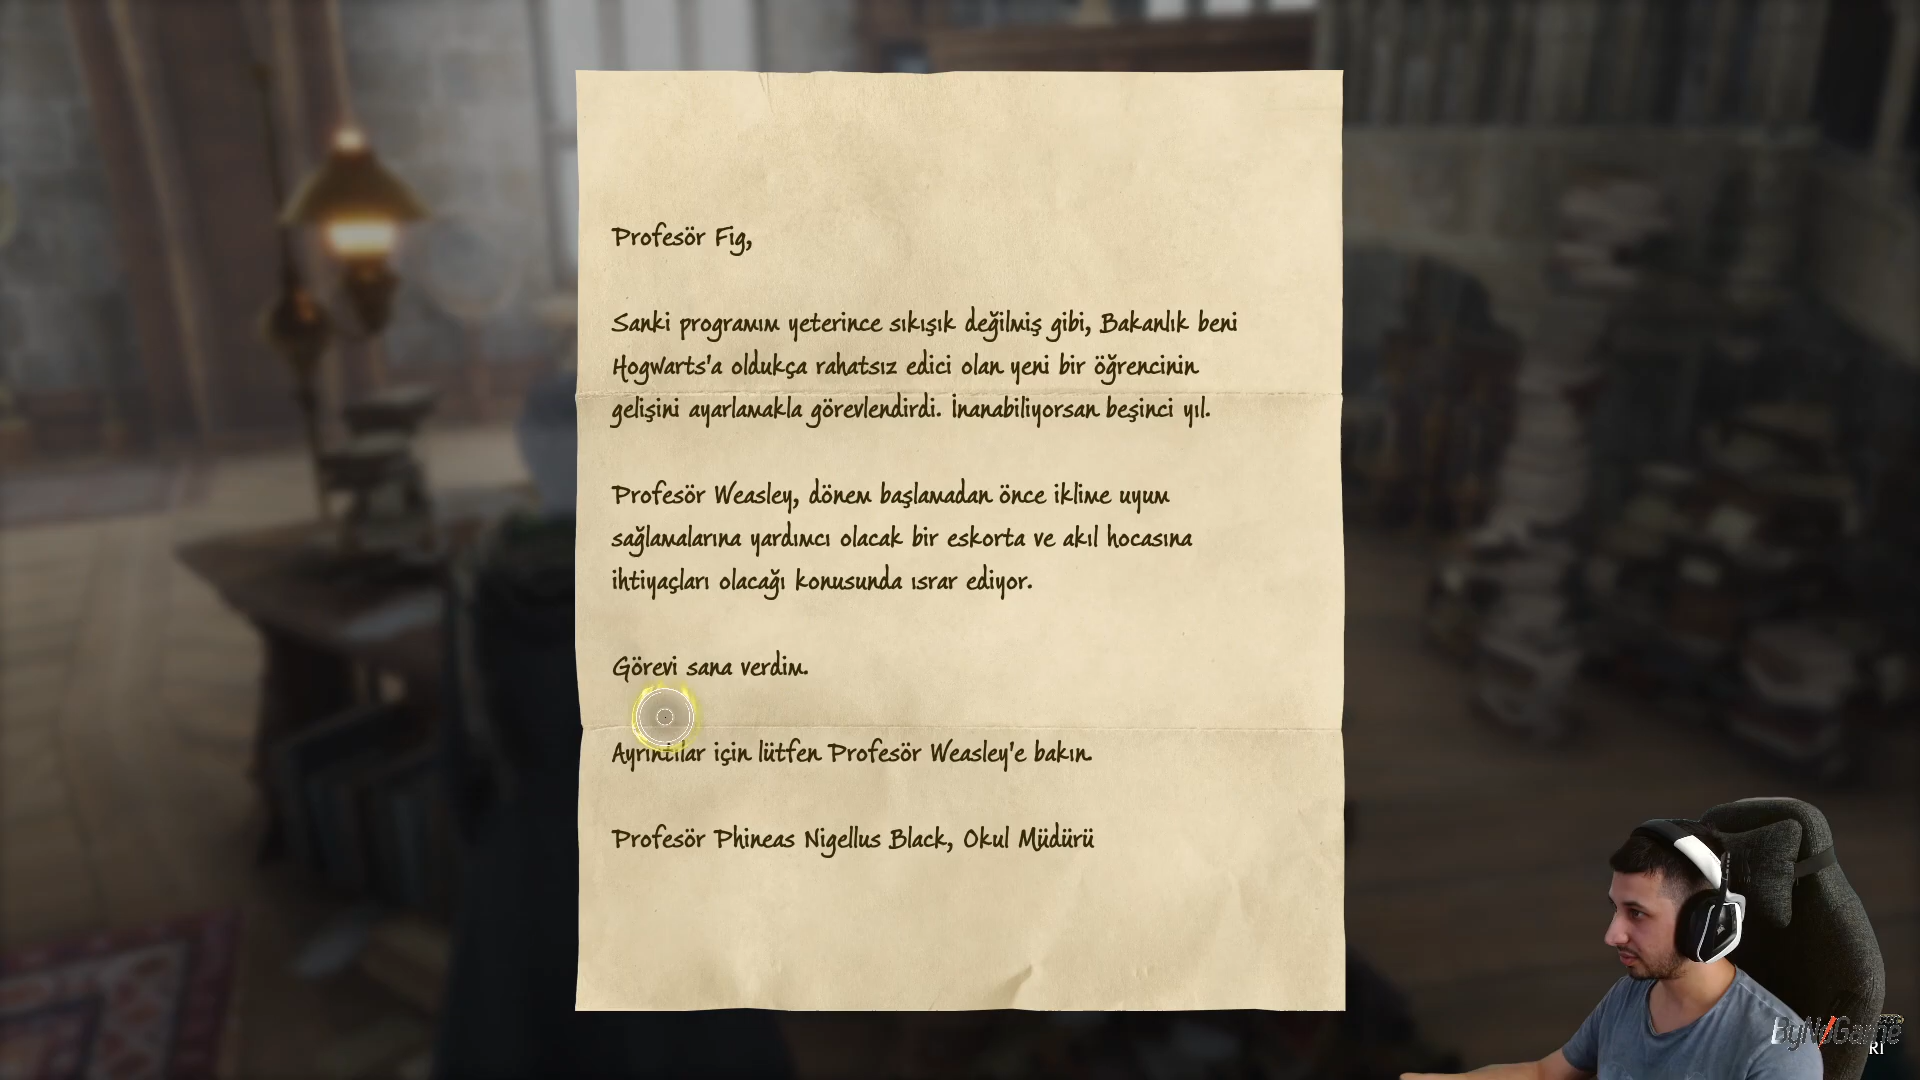 Profesör Fig,
Sanki programım yeterince sıkışık değilmiş gibi, Bakanlık beni
Hogwarts'a oldukça rahatsız edici olan yeni bir öğrencinin
gelişini ayarlamakla görevlendirdi. İnanabiliyorsan beşinci yıl.
Profesör Weasley, dönem başlamadan önce iklime uyum
sağlamalarına yardımcı olacak bir eskorta ve akıl hocasına
ihtiyaçları olacağı konusunda ısrar ediyor.
Görevi sana verdim.
Ayrıntılar için lütfen Profesör Weasley'e bakın.
Profesör Phineas Nigellus Black, Okul Müdürü